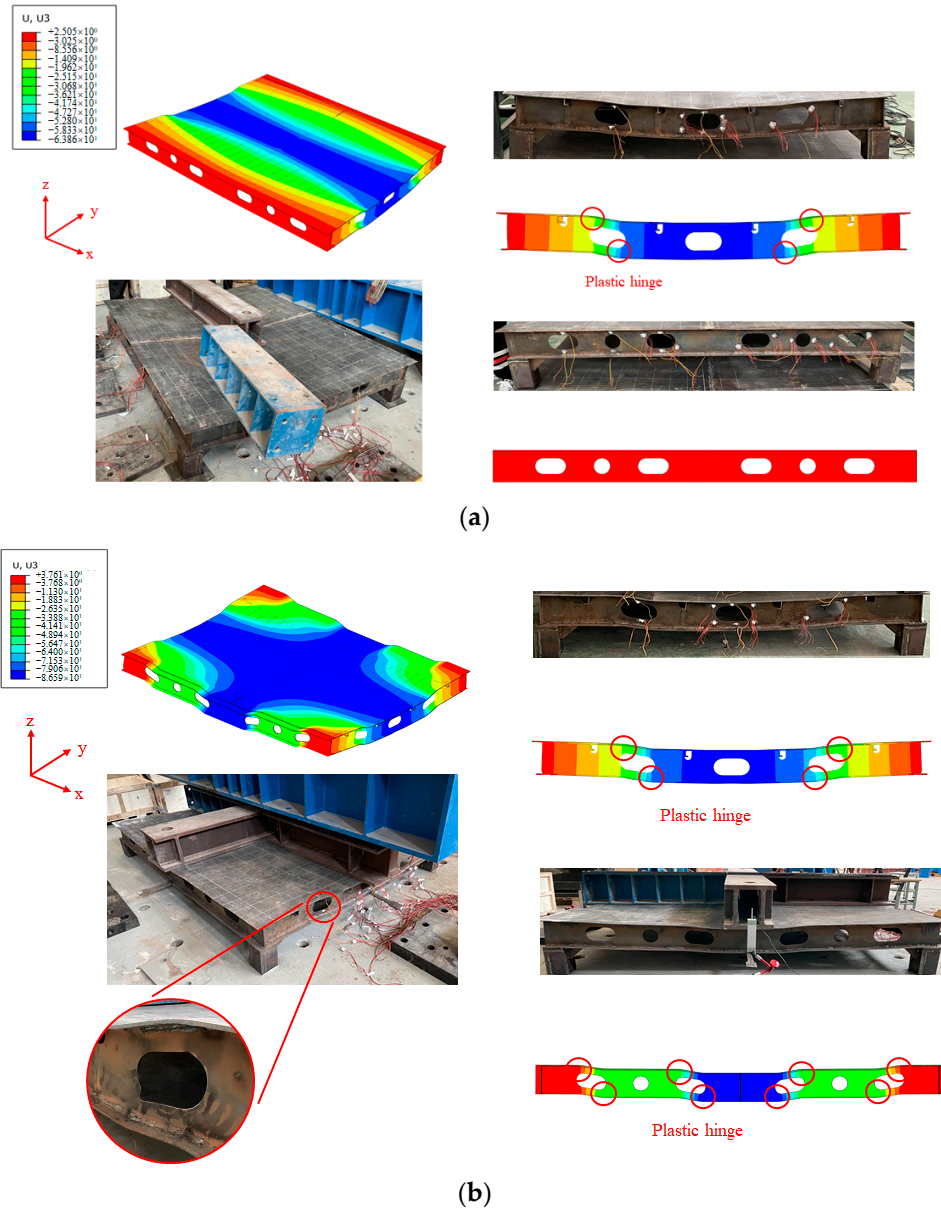 U, U3
+2.505×10⁰
−3.025×10⁰
−8.556×10⁰
−1.409×10¹
−1.962×10¹
−2.515×10¹
−3.068×10¹
−3.621×10¹
−4.174×10¹
−4.727×10¹
−5.280×10¹
−5.833×10¹
−6.386×10¹
z
y
x
Plastic hinge
(a)
U, U3
+3.761×10⁰
−3.768×10⁰
−1.130×10¹
−1.883×10¹
−2.635×10¹
−3.388×10¹
−4.141×10¹
−4.894×10¹
−5.647×10¹
−6.400×10¹
−7.153×10¹
−7.906×10¹
−8.659×10¹
z
y
x
Plastic hinge
Plastic hinge
(b)